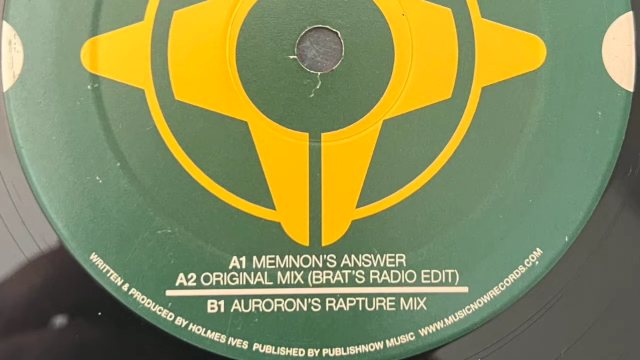 A1 MEMNON'S ANSWER
A2 ORIGINAL MIX (BRAT'S RADIO EDIT)
B1 AURORON'S RAPTURE MIX
WRITTEN & PRODUCED BY HOLMES IVES PUBLISHED BY PUBLISHNOW MUSIC WWW.MUSICNOWRECORDS.COM